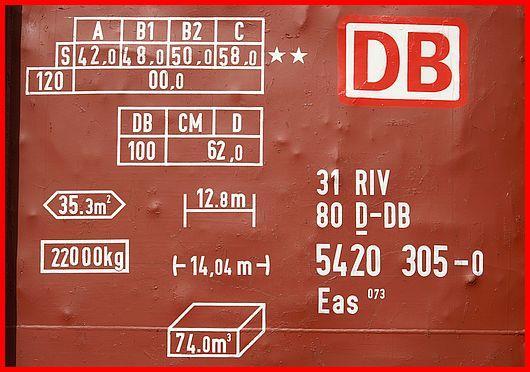 A B1 B2 C
S 42,0 48,0 50,0 58,0 ★★
120 00,0
DB
DB CM D
100 62,0
35.3m²
12.8m
22000kg
14,04m
74.0m³
31 RIV
80 D-DB
5420 305-0
Eas 073